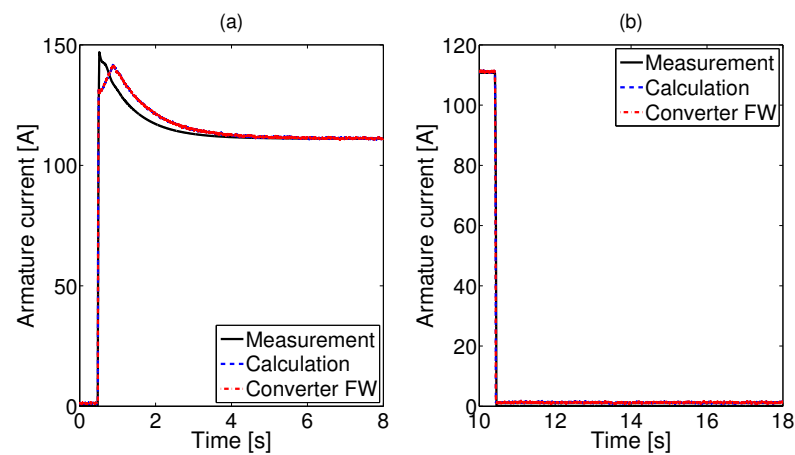 (a)
150
100
50
0
Armature current [A]
0
2
4
6
8
Time [s]
Measurement
Calculation
Converter FW
(b)
120
100
80
60
40
20
0
Armature current [A]
10
12
14
16
18
Time [s]
Measurement
Calculation
Converter FW